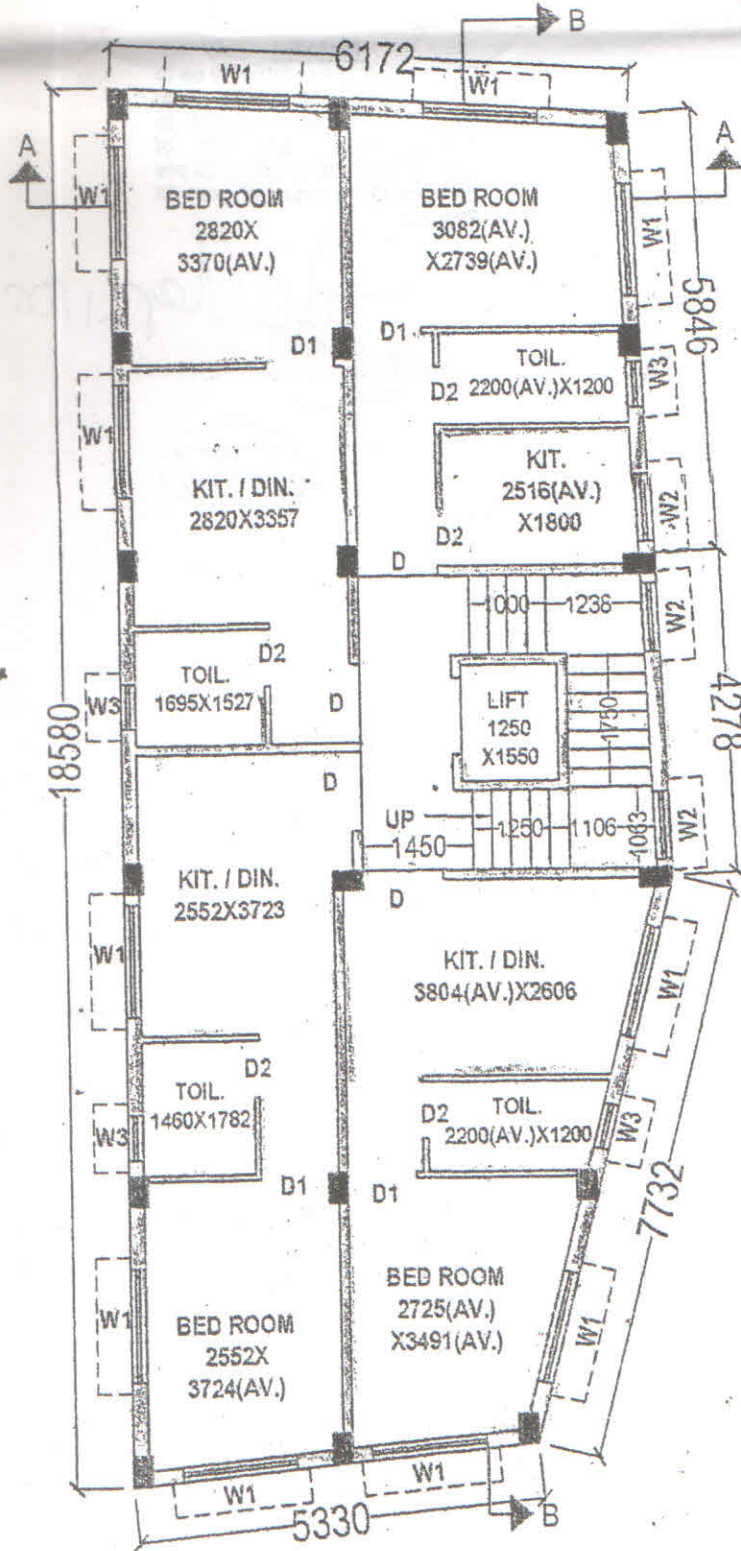 B
6172
W1
W1
A
A
W1
BED ROOM
2820X
3370(AV.)
BED ROOM
3082(AV.)
X2739(AV.)
W1
5846
D1
D1
TOIL.
2200(AV.)X1200
D2
W3
W1
KIT. / DIN.
2820X3357
KIT.
2516(AV.)
X1800
D2
W2
D
1000
1238
W2
TOIL.
1695X1527
D2
W3
D
LIFT
1250
X1550
1750
4278
18580
D
UP
1450
1250
1106
1063
W2
KIT. / DIN.
2552X3723
D
W1
KIT. / DIN.
3804(AV.)X2606
W1
D2
TOIL.
1460X1782
W3
D2
TOIL.
2200(AV.)X1200
W3
7732
D1
D1
BED ROOM
2552X
3724(AV.)
W1
BED ROOM
2725(AV.)
X3491(AV.)
W1
W1
W1
5330
B